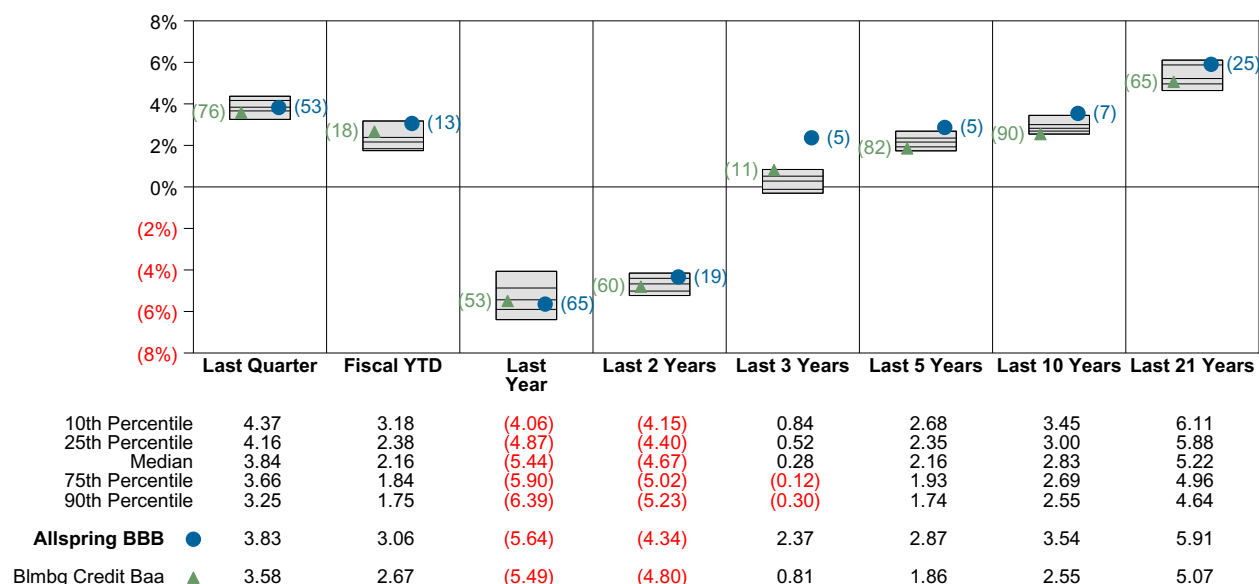 8%
6%
4%
2%
0%
(2%)
(4%)
(6%)
(8%)
(76) (53)
(18) (13)
(53) (65)
(60) (19)
(11) (5)
(82) (5)
(90) (7)
(65) (25)
Last Quarter Fiscal YTD Last Year Last 2 Years Last 3 Years Last 5 Years Last 10 Years Last 21 Years
10th Percentile 4.37 3.18 (4.06) (4.15) 0.84 2.68 3.45 6.11
25th Percentile 4.16 2.38 (4.87) (4.40) 0.52 2.35 3.00 5.88
Median 3.84 2.16 (5.44) (4.67) 0.28 2.16 2.83 5.22
75th Percentile 3.66 1.84 (5.90) (5.02) (0.12) 1.93 2.69 4.96
90th Percentile 3.25 1.75 (6.39) (5.23) (0.30) 1.74 2.55 4.64
Allspring BBB 3.83 3.06 (5.64) (4.34) 2.37 2.87 3.54 5.91
Blmbg Credit Baa 3.58 2.67 (5.49) (4.80) 0.81 1.86 2.55 5.07